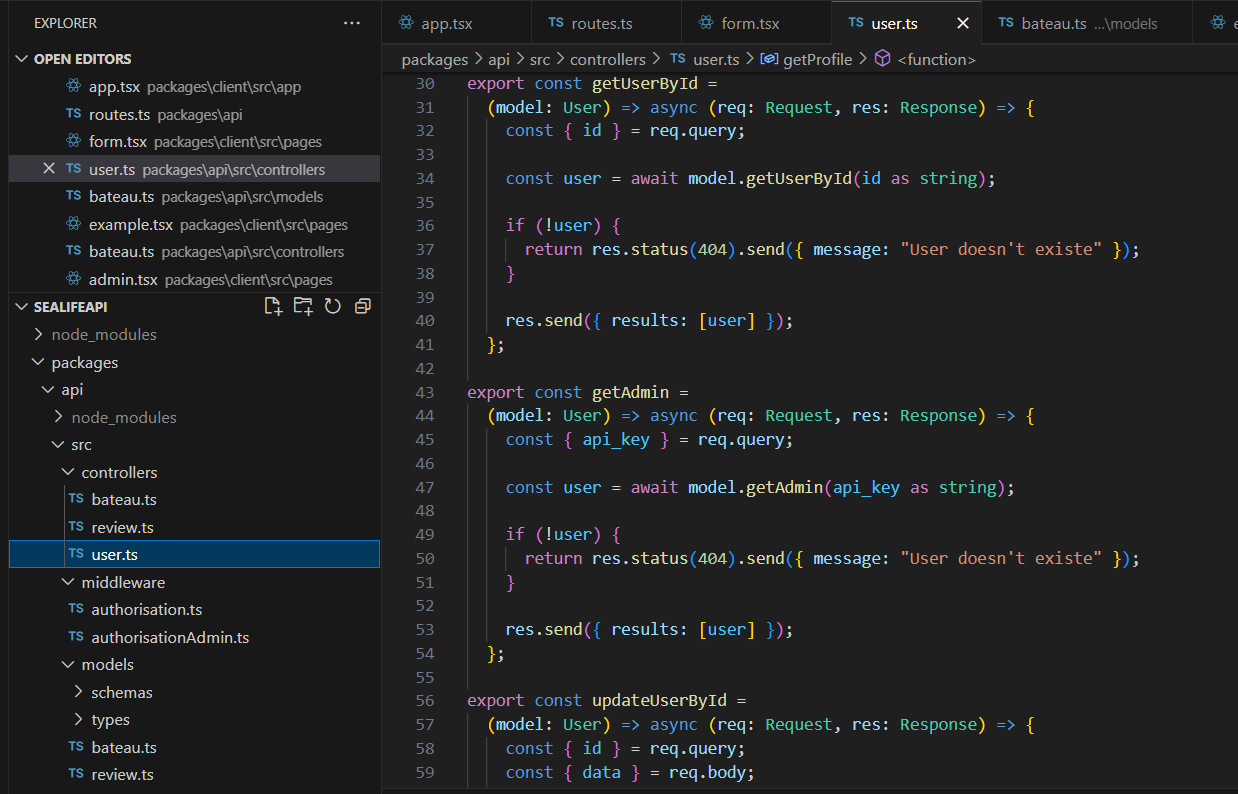 EXPLORER ...
OPEN EDITORS
app.tsx packages\client\src\app
TS routes.ts packages\api
form.tsx packages\client\src\pages
TS user.ts packages\api\src\controllers
TS bateau.ts packages\api\src\models
example.tsx packages\client\src\pages
TS bateau.ts packages\api\src\controllers
admin.tsx packages\client\src\pages
SEALIFEAPI
node_modules
packages
api
node_modules
src
controllers
TS bateau.ts
TS review.ts
TS user.ts
middleware
TS authorisation.ts
TS authorisationAdmin.ts
models
schemas
types
TS bateau.ts
TS review.ts
app.tsx TS routes.ts form.tsx TS user.ts TS bateau.ts ...\models
packages > api > src > controllers > TS user.ts > getProfile > <function>
30 export const getUserById =
31 (model: User) => async (req: Request, res: Response) => {
32 const { id } = req.query;
33
34 const user = await model.getUserById(id as string);
35
36 if (!user) {
37 return res.status(404).send({ message: "User doesn't existe" });
38 }
39
40 res.send({ results: [user] });
41 };
42
43 export const getAdmin =
44 (model: User) => async (req: Request, res: Response) => {
45 const { api_key } = req.query;
46
47 const user = await model.getAdmin(api_key as string);
48
49 if (!user) {
50 return res.status(404).send({ message: "User doesn't existe" });
51 }
52
53 res.send({ results: [user] });
54 };
55
56 export const updateUserById =
57 (model: User) => async (req: Request, res: Response) => {
58 const { id } = req.query;
59 const { data } = req.body;